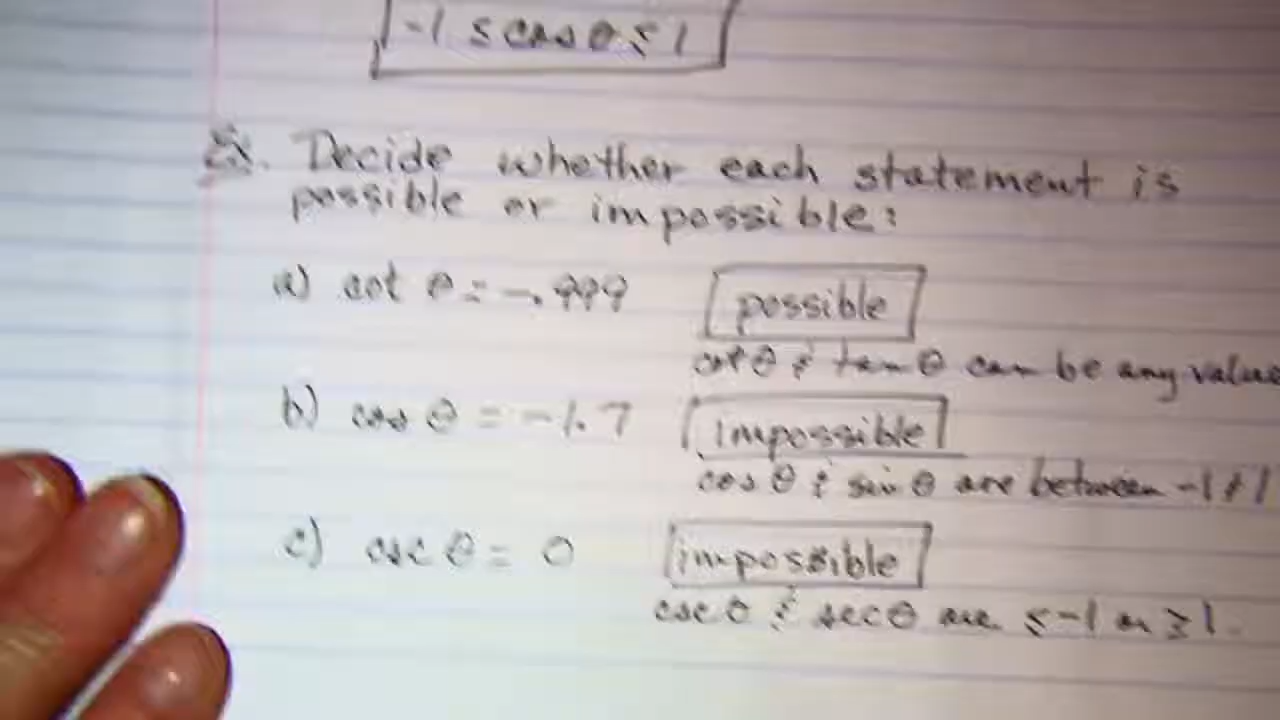 -1 ≤ cos θ ≤ 1
Ex. Decide whether each statement is
possible or impossible:
a) cot θ = -.999 possible
cot θ & tan θ can be any value
b) cos θ = -1.7 impossible
cos θ & sin θ are between -1 & 1
c) csc θ = 0 impossible
csc θ & sec θ are ≤ -1 or ≥ 1.